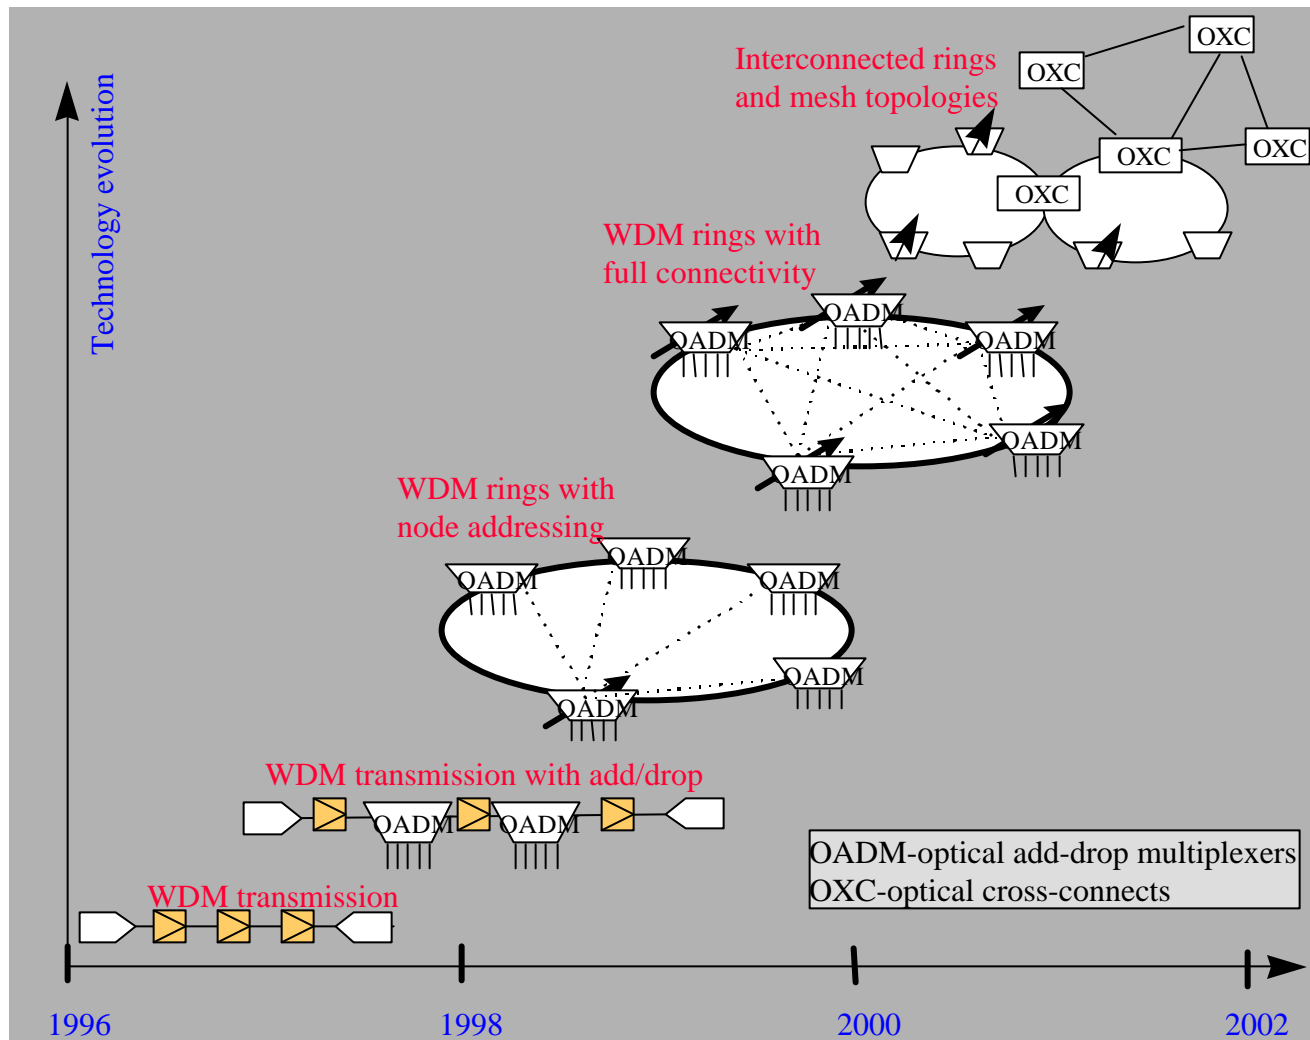 OXC
Interconnected rings
and mesh topologies
OXC
OXC
OXC
OXC
Technology evolution
WDM rings with
full connectivity
OADM
OADM
OADM
OADM
OADM
WDM rings with
node addressing
OADM
OADM
OADM
OADM
OADM
WDM transmission with add/drop
OADM
OADM
OADM-optical add-drop multiplexers
OXC-optical cross-connects
WDM transmission
1996
1998
2000
2002